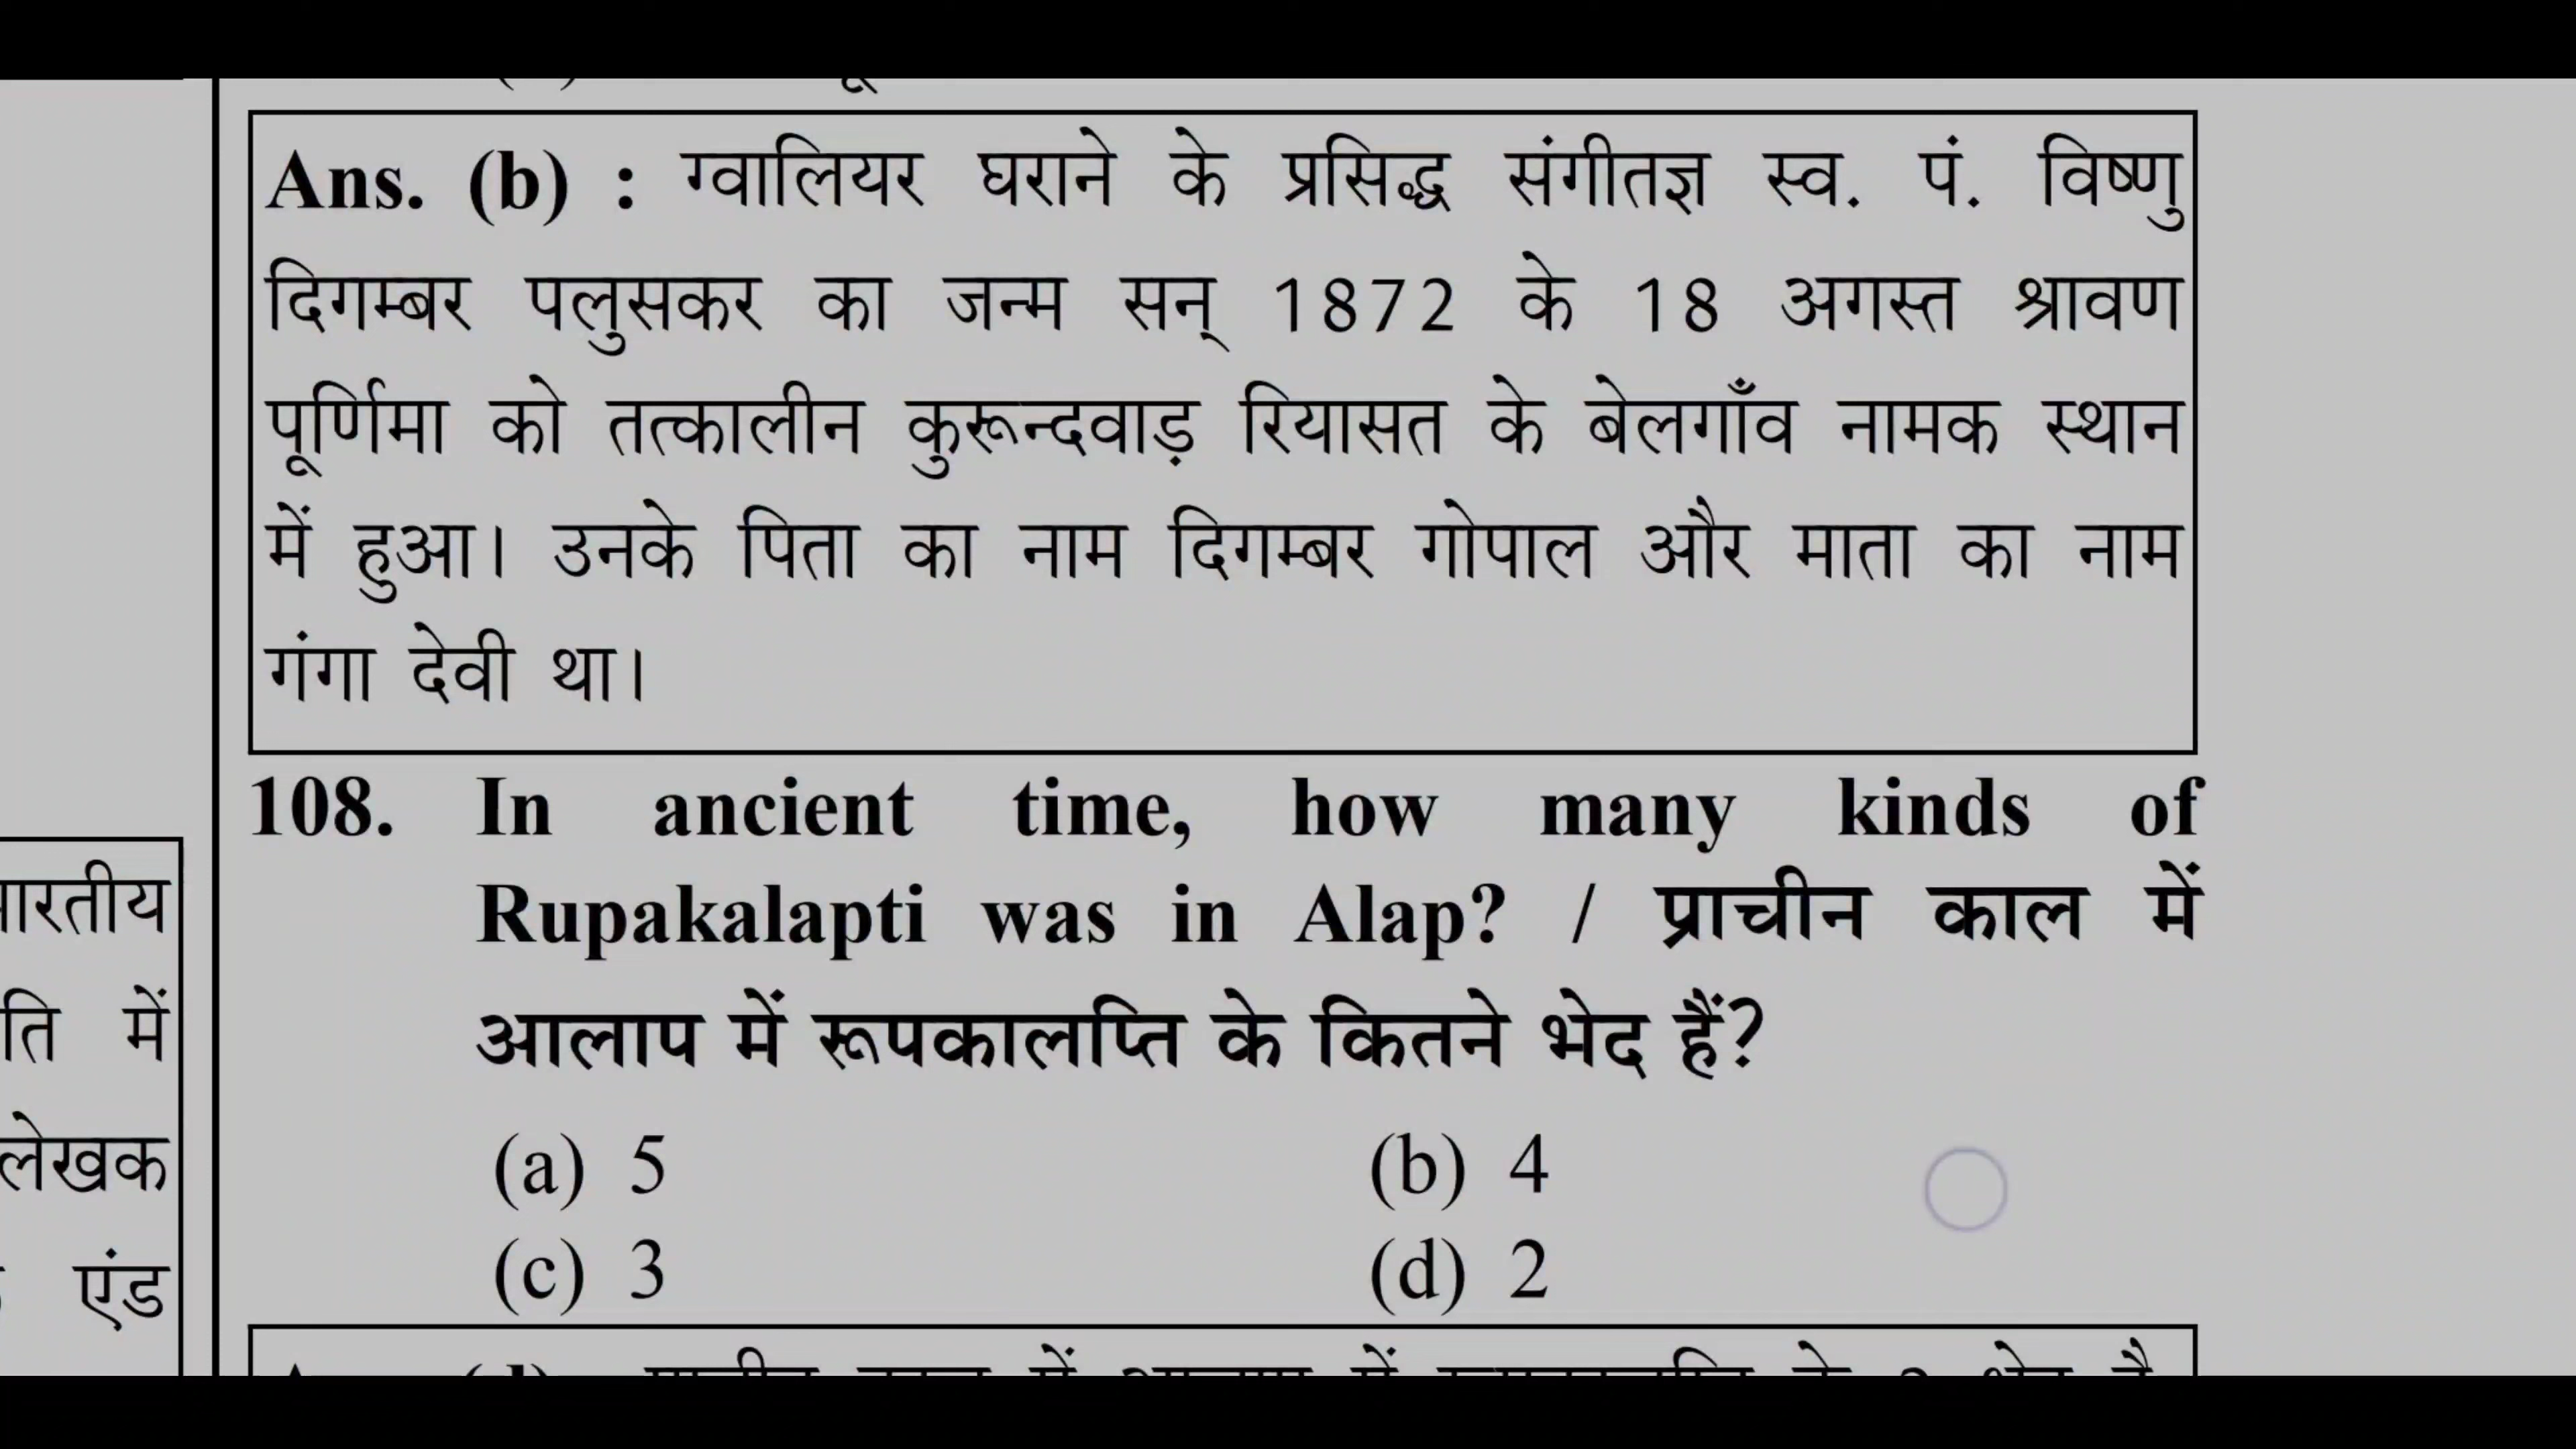 Ans. (b) : ग्वालियर घराने के प्रसिद्ध संगीतज्ञ स्व. पं. विष्णु
दिगम्बर पलुसकर का जन्म सन् 1872 के 18 अगस्त श्रावण
पूर्णिमा को तत्कालीन कुरून्दवाड़ रियासत के बेलगाँव नामक स्थान
में हुआ। उनके पिता का नाम दिगम्बर गोपाल और माता का नाम
गंगा देवी था।
108. In ancient time, how many kinds of
Rupakalapti was in Alap? / प्राचीन काल में
आलाप में रूपकालप्ति के कितने भेद हैं?
(a) 5 (b) 4
(c) 3 (d) 2
में
लेखक
एंड